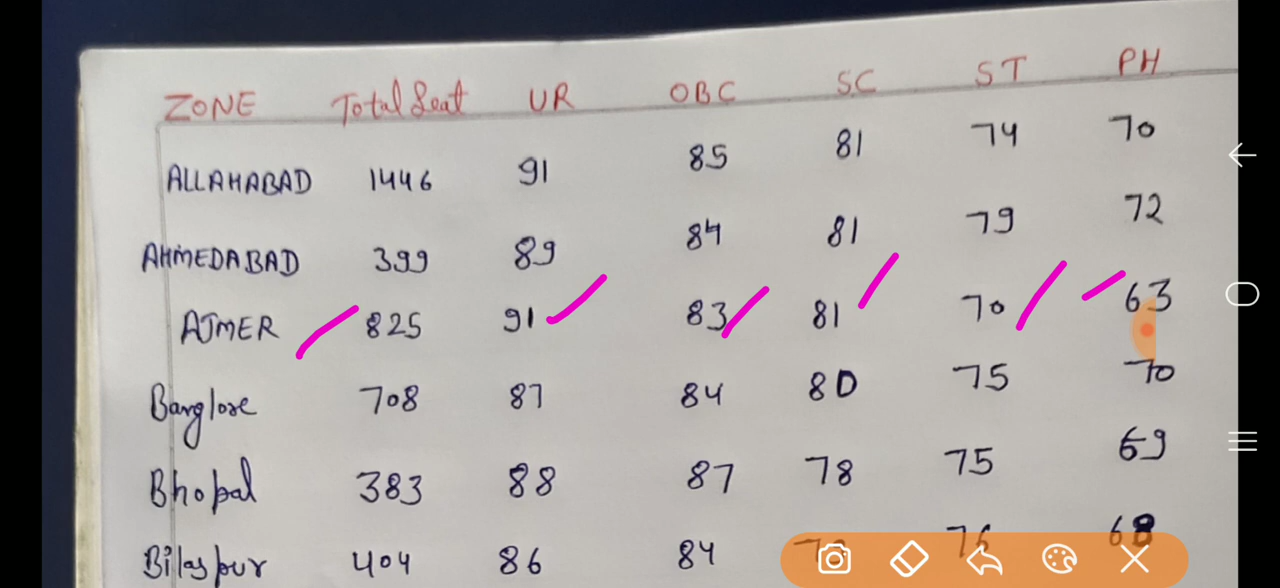 ZONE Total Seat UR OBC SC ST PH
ALLAHABAD 1446 91 85 81 74 70
AHMEDABAD 399 89 84 81 79 72
AJMER 825 91 83 81 70 63
Banglore 708 87 84 80 75 70
Bhopal 383 88 87 78 75 69
Bilaspur 404 86 84 76 68